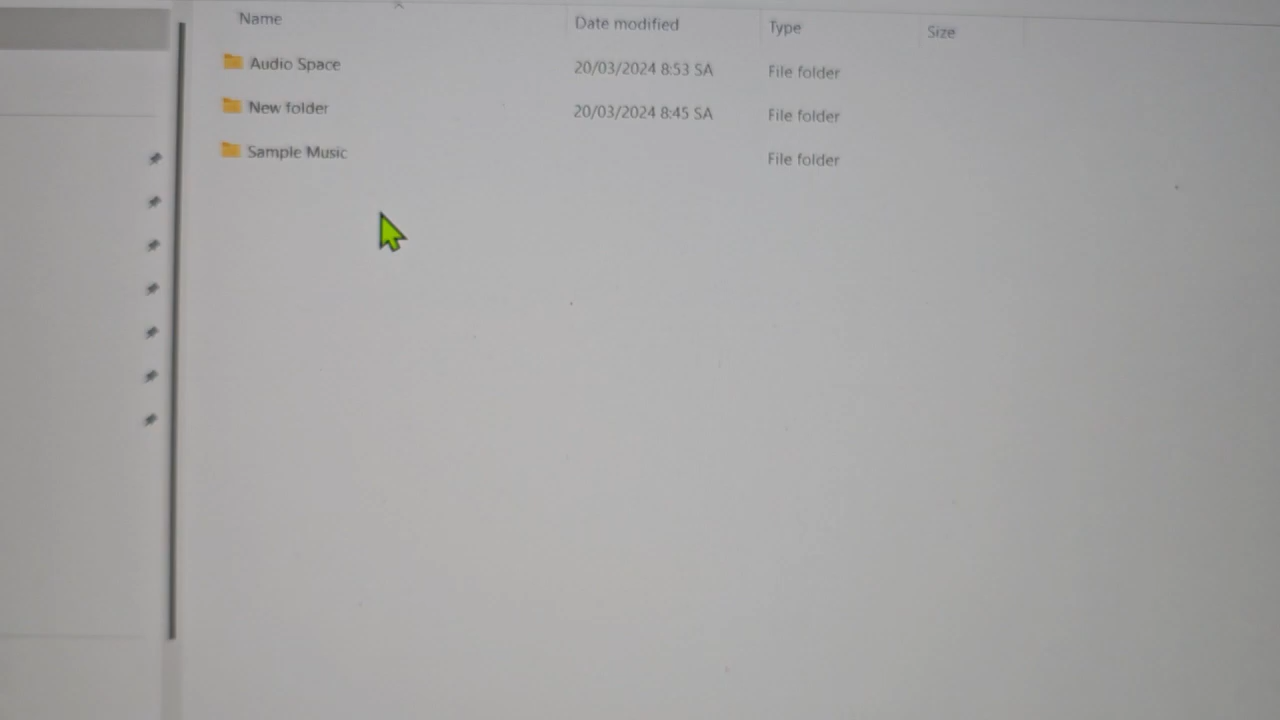 Name Date modified Type Size
Audio Space 20/03/2024 8:53 SA File folder
New folder 20/03/2024 8:45 SA File folder
Sample Music File folder